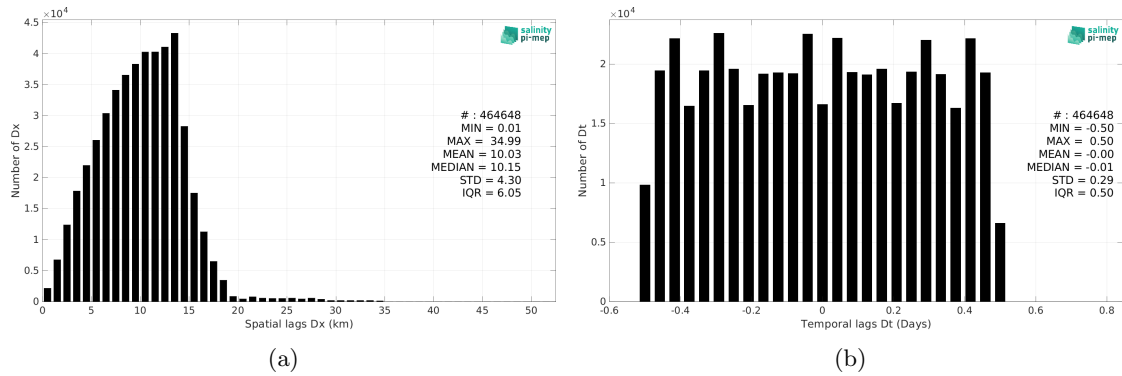 ×10⁴
4.5
4
3.5
3
2.5
2
1.5
1
0.5
0
Number of Dx
salinity
pi-mep
# : 464648
MIN = 0.01
MAX = 34.99
MEAN = 10.03
MEDIAN = 10.15
STD = 4.30
IQR = 6.05
0 5 10 15 20 25 30 35 40 45 50
Spatial lags Dx (km)
(a)
×10⁴
2
1.5
1
0.5
0
Number of Dt
salinity
pi-mep
# : 464648
MIN = -0.50
MAX = 0.50
MEAN = -0.00
MEDIAN = -0.01
STD = 0.29
IQR = 0.50
-0.6 -0.4 -0.2 0 0.2 0.4 0.6 0.8
Temporal lags Dt (Days)
(b)